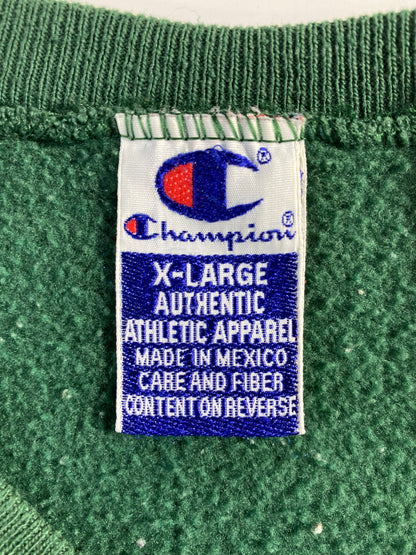 C®
Champion®
X-LARGE
AUTHENTIC
ATHLETIC APPAREL
MADE IN MEXICO
CARE AND FIBER
CONTENT ON REVERSE